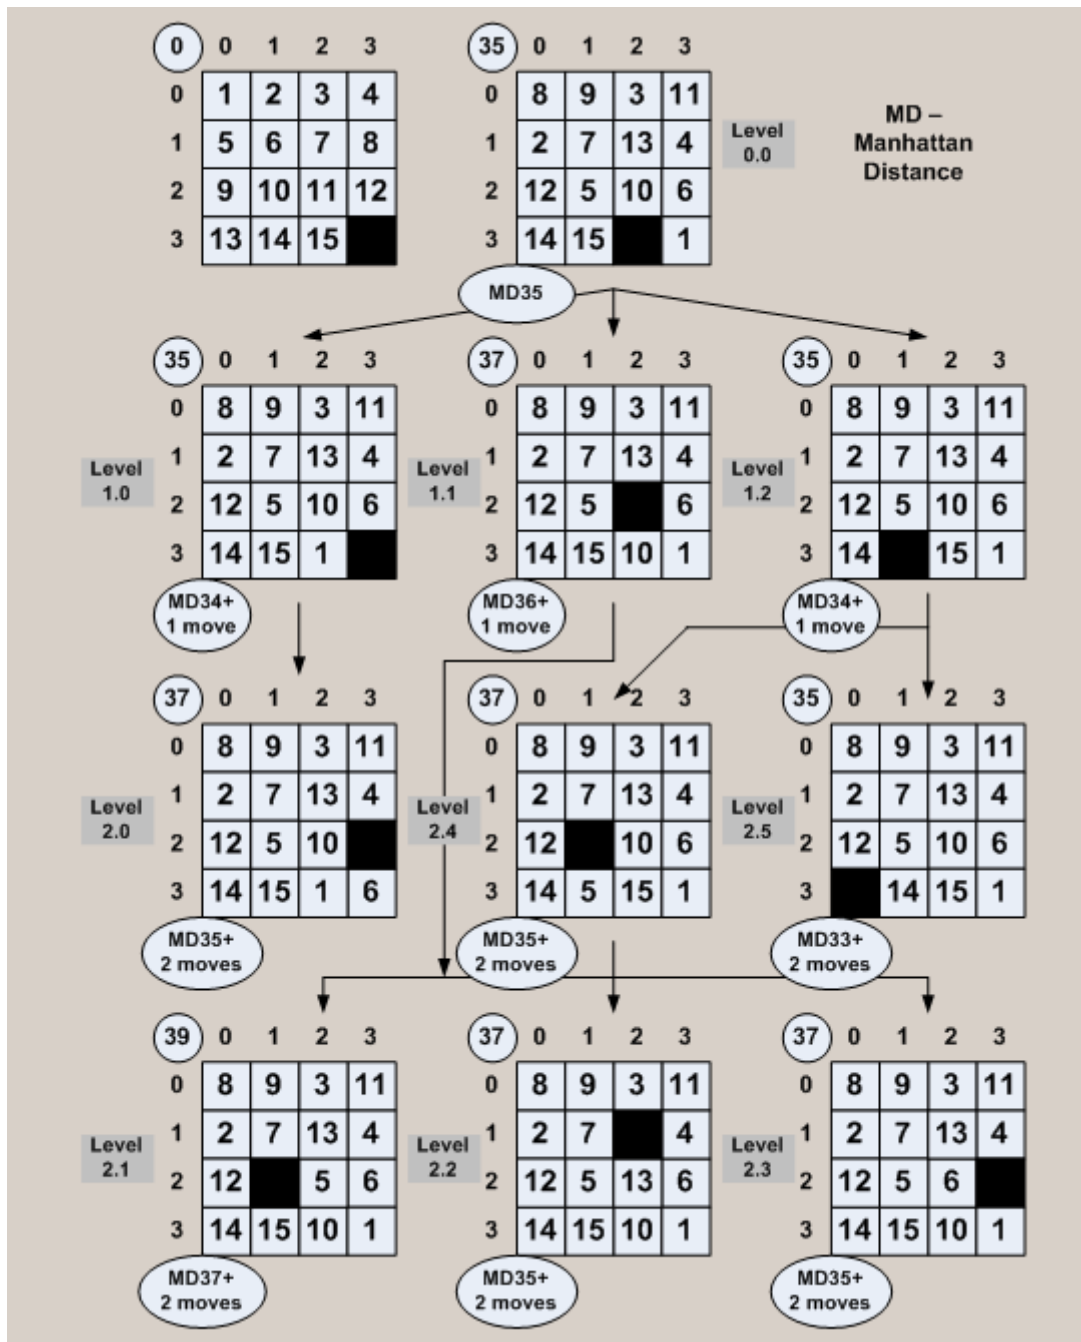 0 0 1 2 3
0 1 2 3 4
1 5 6 7 8
2 9 10 11 12
3 13 14 15
35 0 1 2 3
0 8 9 3 11
1 2 7 13 4
2 12 5 10 6
3 14 15 1
Level
0.0
MD –
Manhattan
Distance
MD35
35 0 1 2 3
0 8 9 3 11
1 2 7 13 4
2 12 5 10 6
3 14 15 1
Level
1.0
MD34+
1 move
37 0 1 2 3
0 8 9 3 11
1 2 7 13 4
2 12 5 6
3 14 15 10 1
Level
1.1
MD36+
1 move
35 0 1 2 3
0 8 9 3 11
1 2 7 13 4
2 12 5 10 6
3 14 15 1
Level
1.2
MD34+
1 move
37 0 1 2 3
0 8 9 3 11
1 2 7 13 4
2 12 5 10
3 14 15 1 6
Level
2.0
MD35+
2 moves
37 0 1 2 3
0 8 9 3 11
1 2 7 13 4
2 12 10 6
3 14 5 15 1
Level
2.4
MD35+
2 moves
35 0 1 2 3
0 8 9 3 11
1 2 7 13 4
2 12 5 10 6
3 14 15 1
Level
2.5
MD33+
2 moves
39 0 1 2 3
0 8 9 3 11
1 2 7 13 4
2 12 5 6
3 14 15 10 1
Level
2.1
MD37+
2 moves
37 0 1 2 3
0 8 9 3 11
1 2 7 4
2 12 5 13 6
3 14 15 10 1
Level
2.2
MD35+
2 moves
37 0 1 2 3
0 8 9 3 11
1 2 7 13 4
2 12 5 6
3 14 15 10 1
Level
2.3
MD35+
2 moves